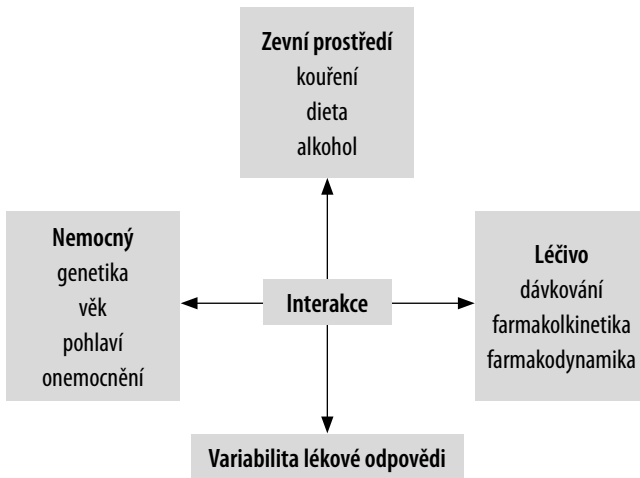 Zevní prostředí
kouření
dieta
alkohol
Nemocný
genetika
věk
pohlaví
onemocnění
Interakce
Léčivo
dávkování
farmakolkinetika
farmakodynamika
Variabilita lékové odpovědi